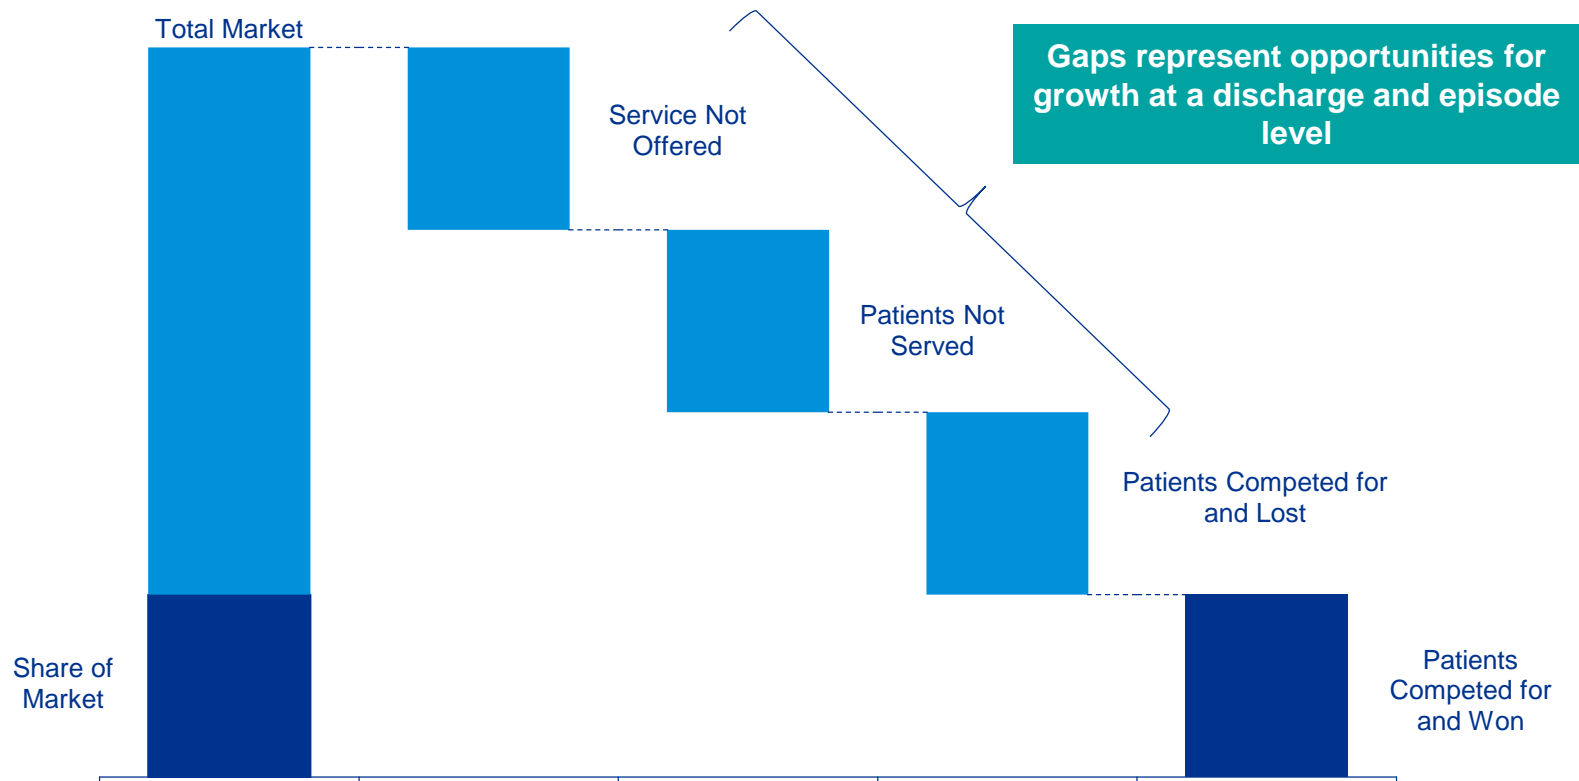 Total Market
Gaps represent opportunities for
growth at a discharge and episode
level
Service Not
Offered
Patients Not
Served
Patients Competed for
and Lost
Share of
Market
Patients
Competed for
and Won